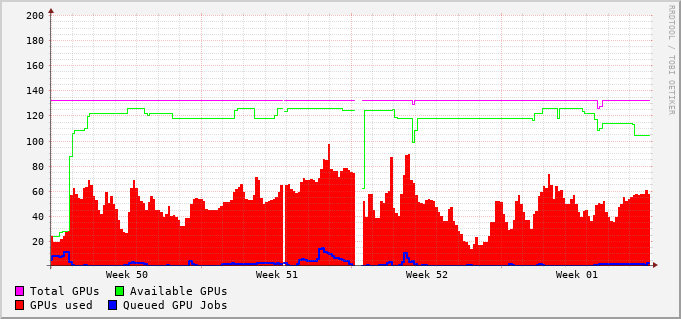 200
180
160
140
120
100
80
60
40
20
Week 50 Week 51 Week 52 Week 01
Total GPUs Available GPUs
GPUs used Queued GPU Jobs
RRDTOOL / TOBI OETIKER